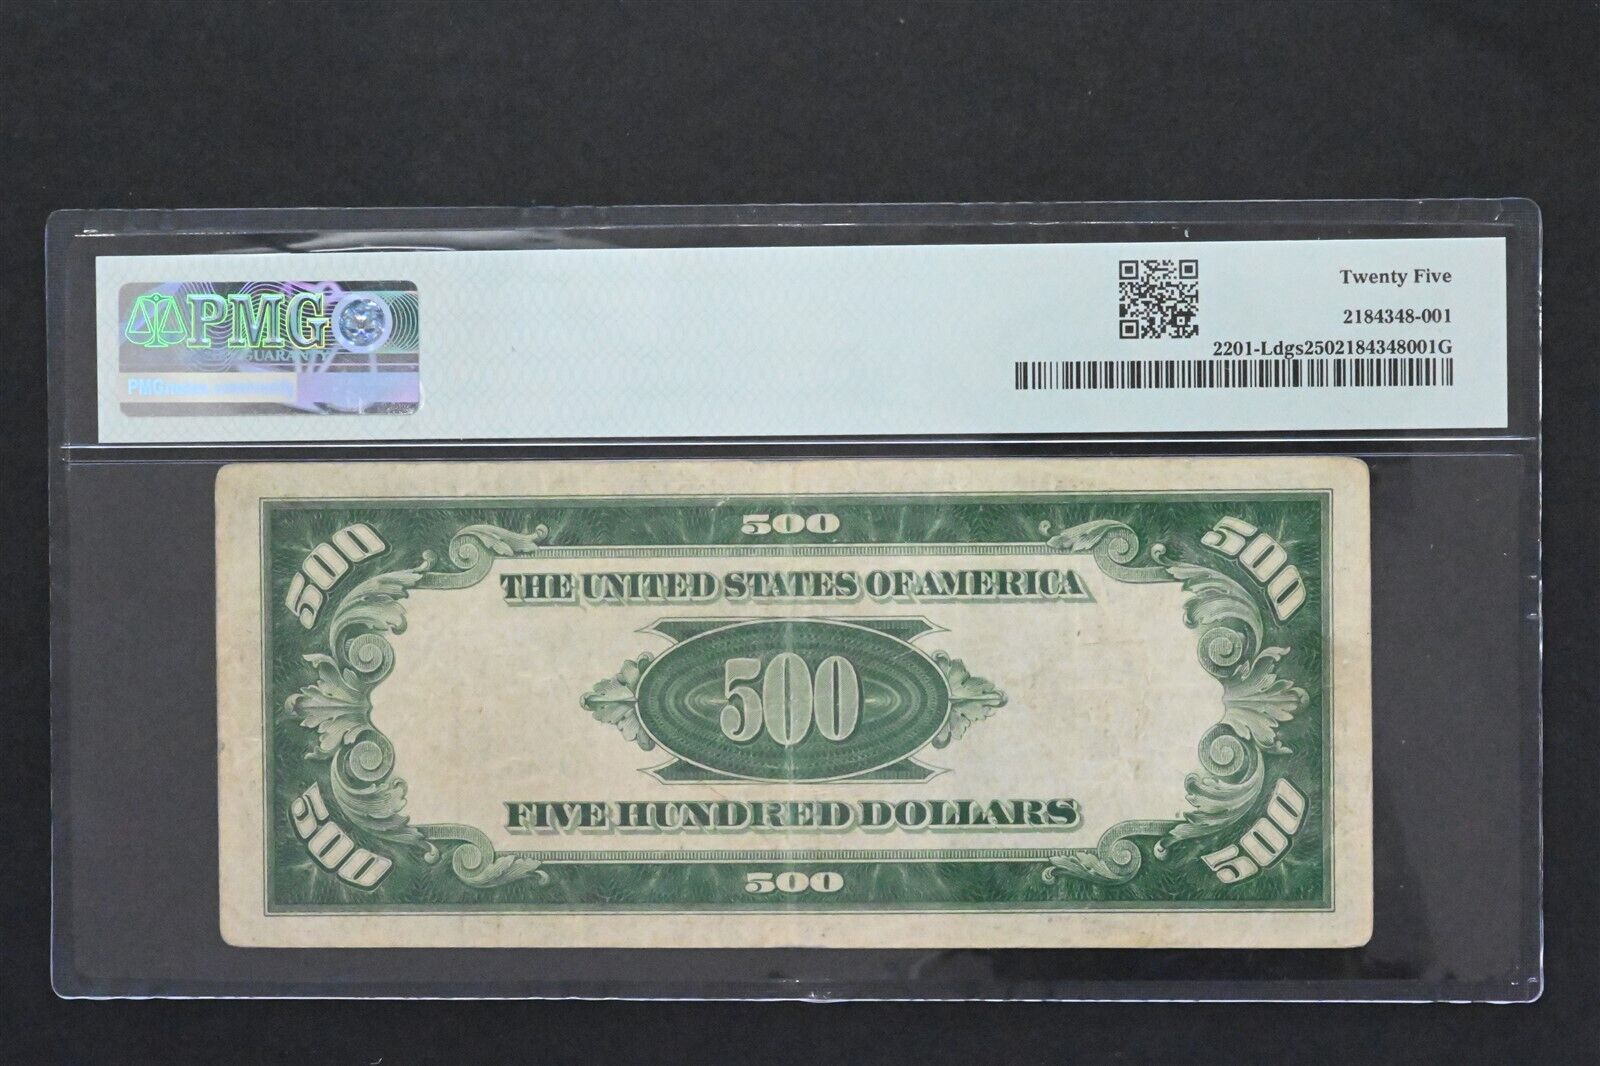 PMG
GUARANTY
Twenty Five
2184348-001
2201-Ldgs2502184348001G
500
500
500
THE UNITED STATES OF AMERICA
500
FIVE HUNDRED DOLLARS
500
500
500